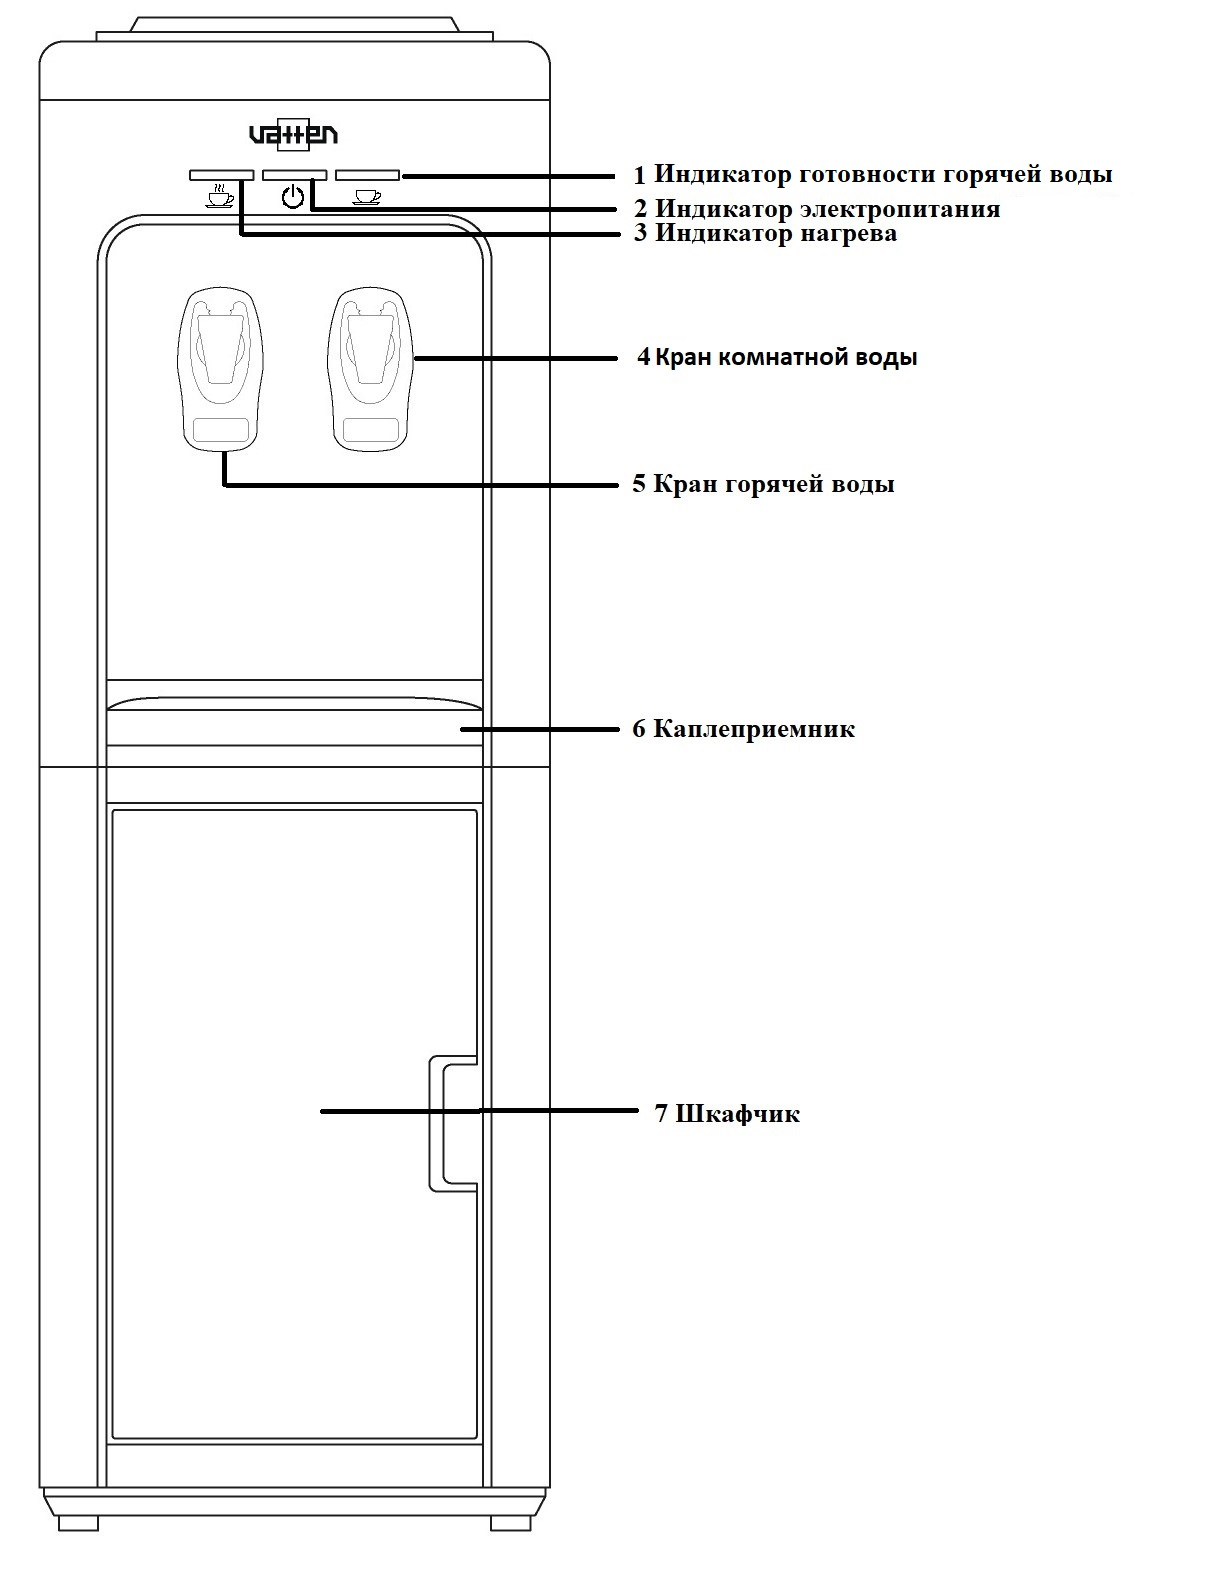 vatten
1 Индикатор готовности горячей воды
2 Индикатор электропитания
3 Индикатор нагрева
4 Кран комнатной воды
5 Кран горячей воды
6 Каплеприемник
7 Шкафчик